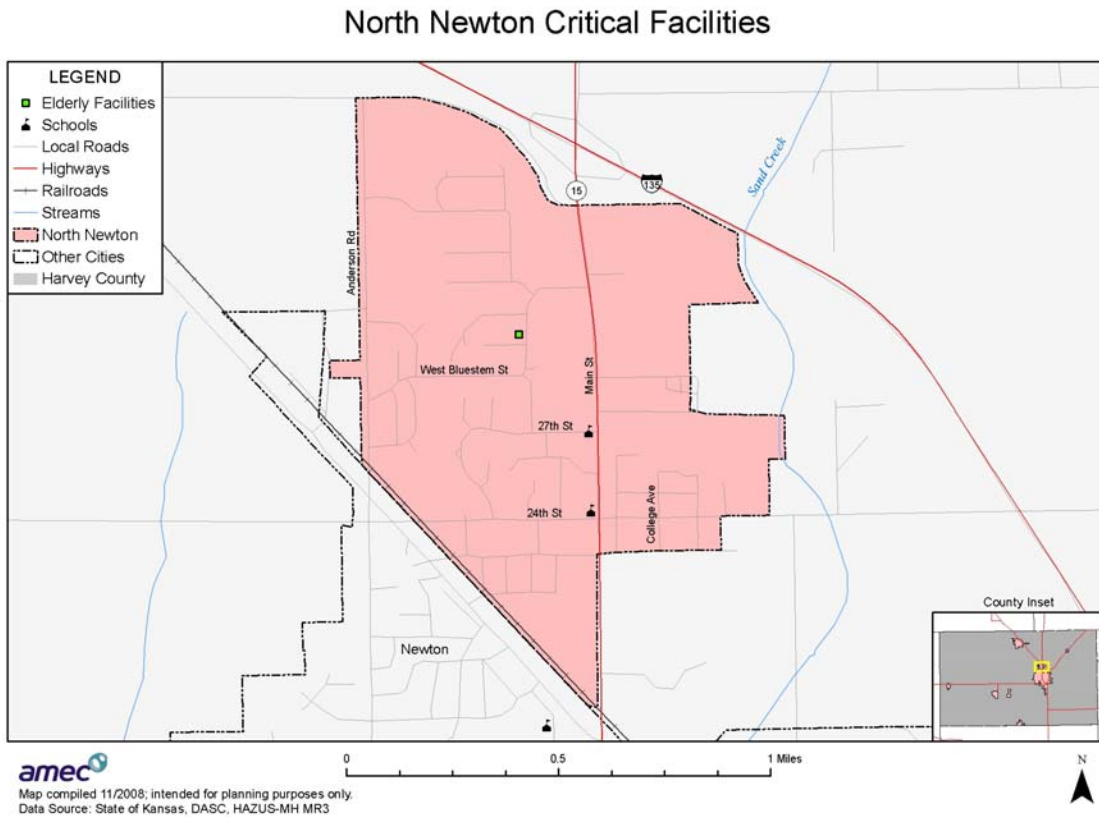 North Newton Critical Facilities
LEGEND
Elderly Facilities
Schools
Local Roads
Highways
Railroads
Streams
North Newton
Other Cities
Harvey County
Sand Creek
15
135
Anderson Rd
Main St
West Bluestem St
27th St
24th St
College Ave
Newton
County Inset
amec
0 0.5 1 Miles
N
Map compiled 11/2008; intended for planning purposes only.
Data Source: State of Kansas, DASC, HAZUS-MH MR3